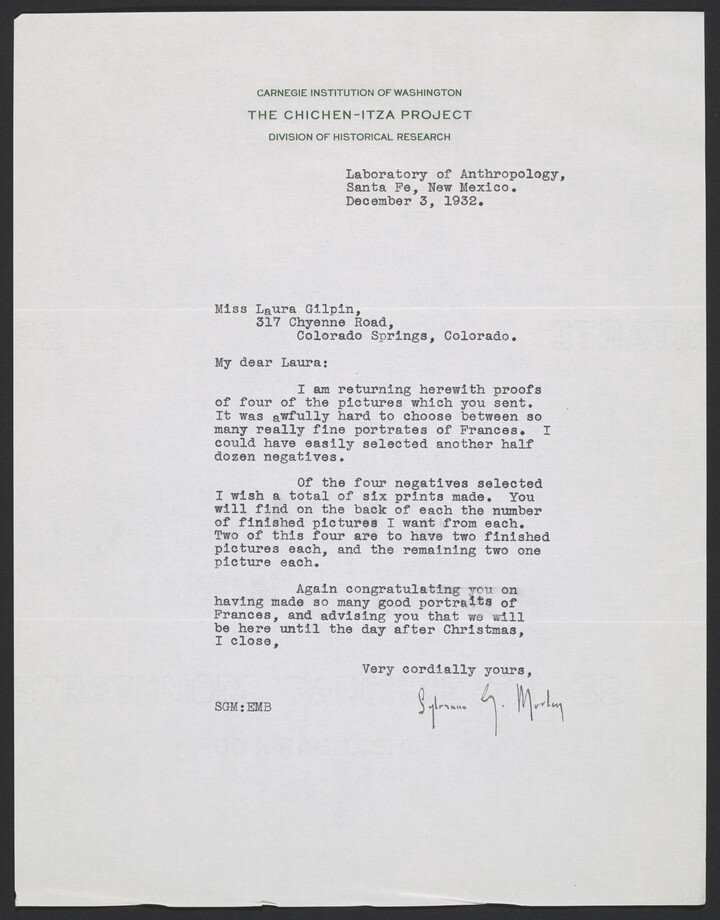 CARNEGIE INSTITUTION OF WASHINGTON
THE CHICHEN-ITZA PROJECT
DIVISION OF HISTORICAL RESEARCH
Laboratory of Anthropology,
Santa Fe, New Mexico.
December 3, 1932.
Miss Laura Gilpin,
317 Chyenne Road,
Colorado Springs, Colorado.
My dear Laura:
I am returning herewith proofs
of four of the pictures which you sent.
It was awfully hard to choose between so
many really fine portrates of Frances. I
could have easily selected another half
dozen negatives.
Of the four negatives selected
I wish a total of six prints made. You
will find on the back of each the number
of finished pictures I want from each.
Two of this four are to have two finished
pictures each, and the remaining two one
picture each.
Again congratulating you on
having made so many good portraits of
Frances, and advising you that we will
be here until the day after Christmas,
I close,
Very cordially yours,
Sylvanus G. Morley
SGM:EMB